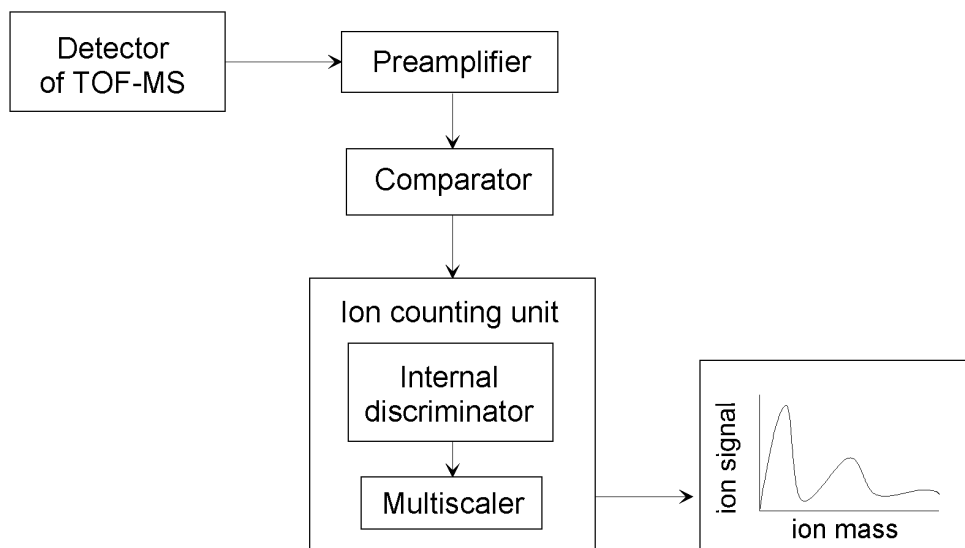 Detector
of TOF-MS
Preamplifier
Comparator
Ion counting unit
Internal
discriminator
Multiscaler
ion signal
ion mass